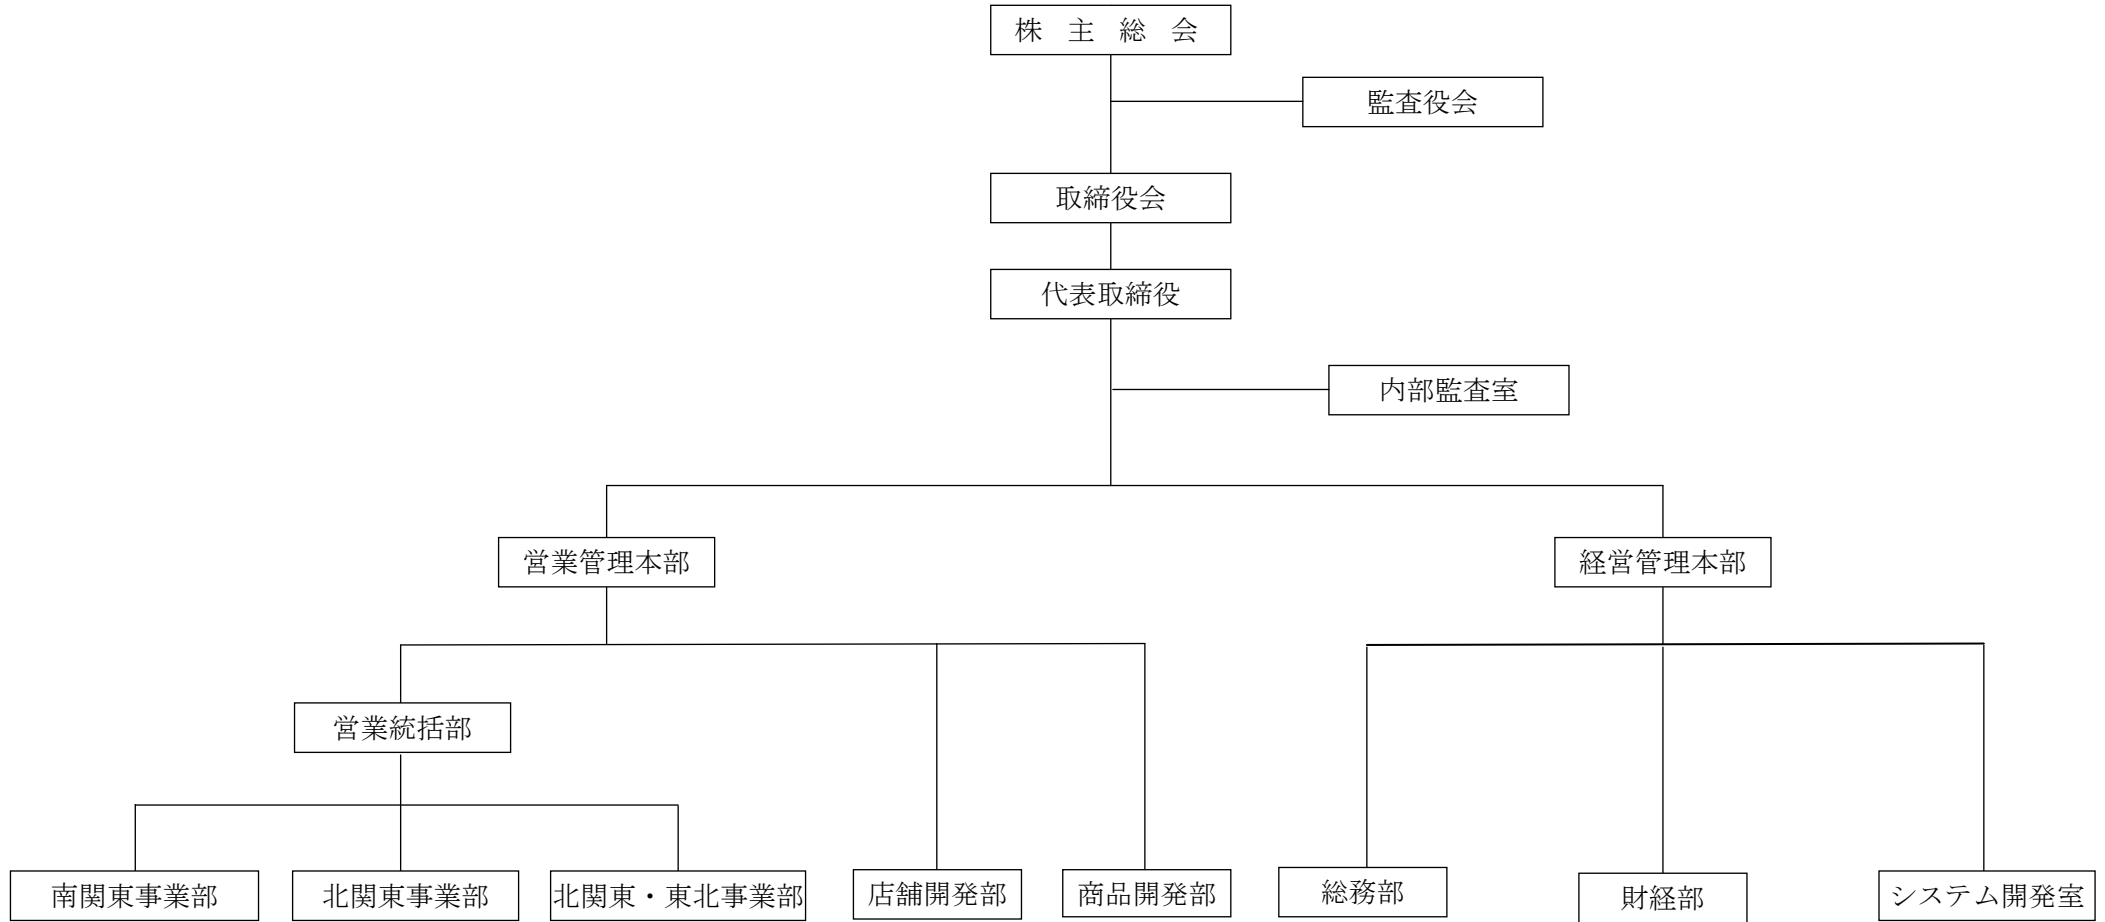 株 主 総 会
監査役会
取締役会
代表取締役
内部監査室
営業管理本部
経営管理本部
営業統括部
南関東事業部
北関東事業部
北関東・東北事業部
店舗開発部
商品開発部
総務部
財経部
システム開発室